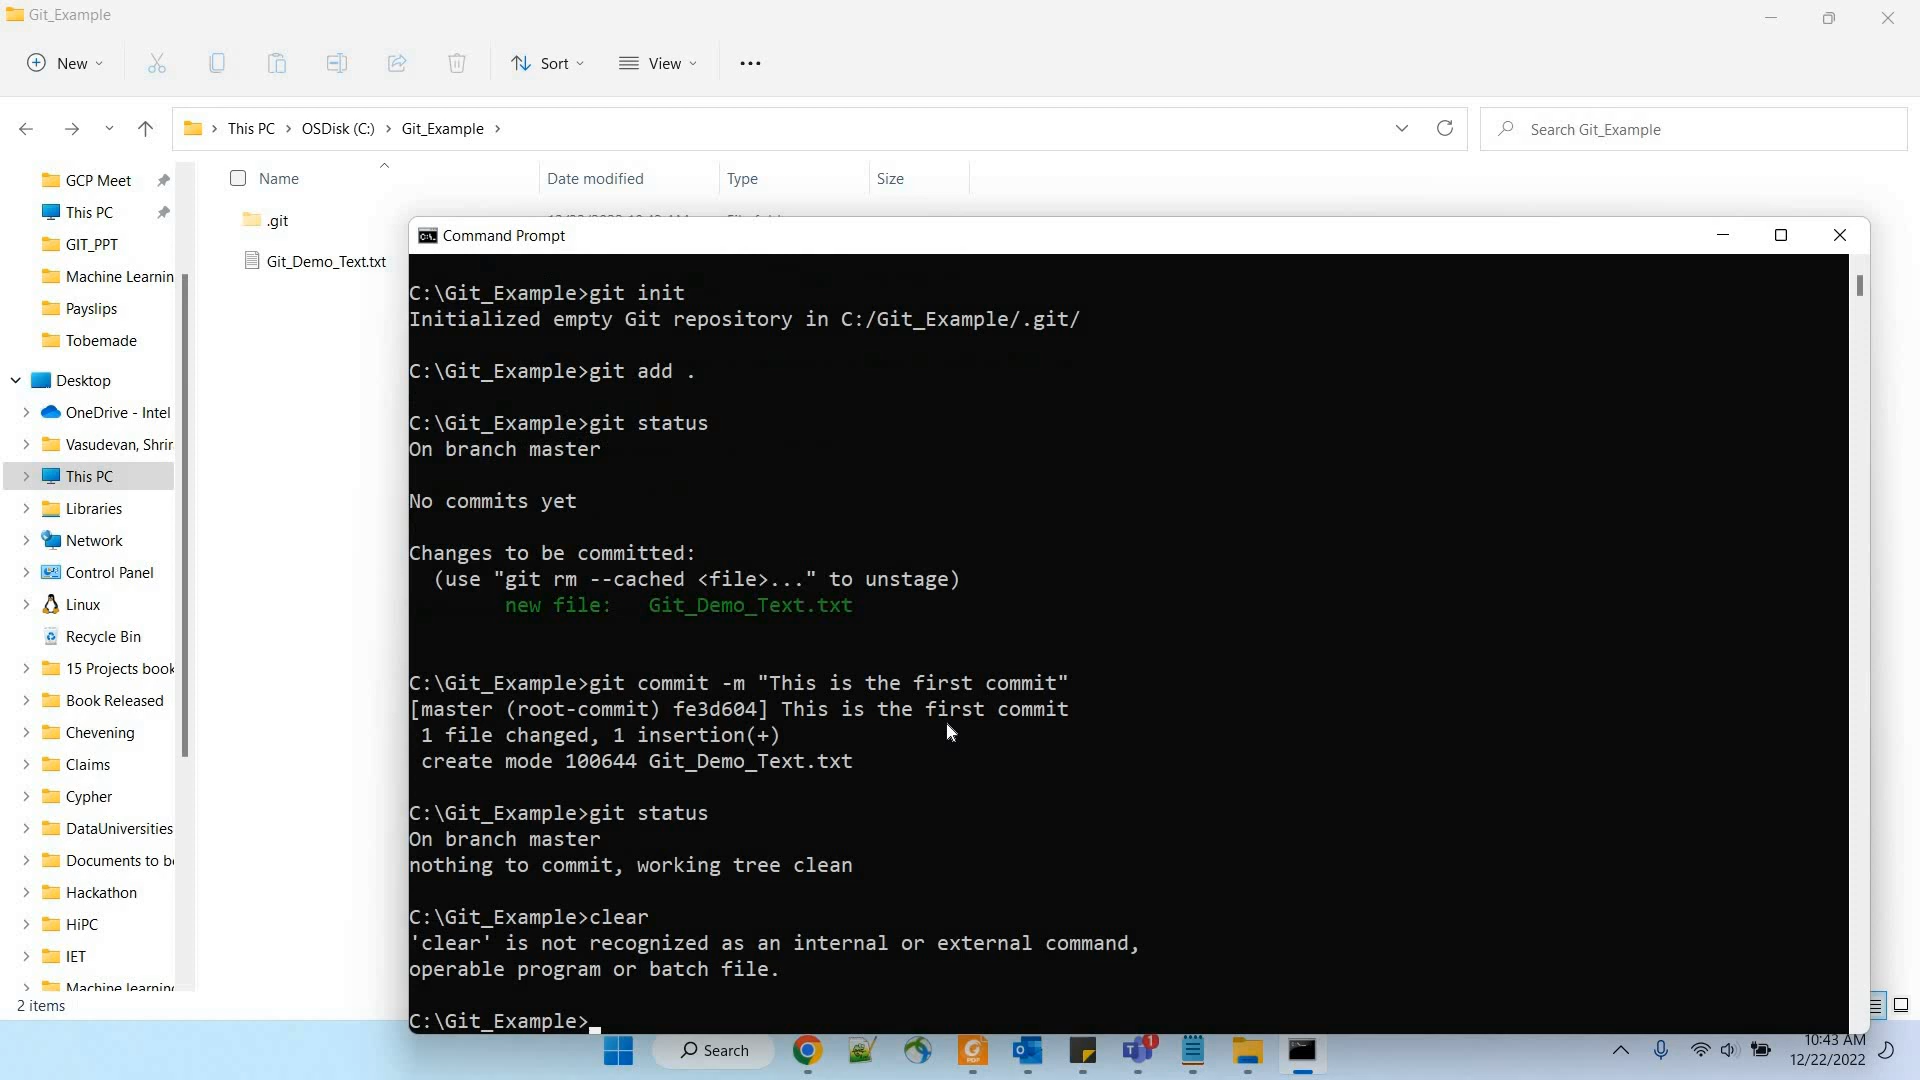 Git_Example
New
Sort
View
This PC
OSDisk (C:)
Git_Example
Search Git_Example
Name
Date modified
Type
Size
GCP Meet
This PC
GIT_PPT
Machine Learnin
Payslips
Tobemade
Desktop
OneDrive - Intel
Vasudevan, Shrir
This PC
Libraries
Network
Control Panel
Linux
Recycle Bin
15 Projects book
Book Released
Chevening
Claims
Cypher
DataUniversities
Documents to be
Hackathon
HiPC
IET
Machine learning
2 items
.git
Git_Demo_Text.txt
Command Prompt
C:\Git_Example>git init
Initialized empty Git repository in C:/Git_Example/.git/
C:\Git_Example>git add .
C:\Git_Example>git status
On branch master
No commits yet
Changes to be committed:
(use "git rm --cached <file>..." to unstage)
new file:   Git_Demo_Text.txt
C:\Git_Example>git commit -m "This is the first commit"
[master (root-commit) fe3d604] This is the first commit
1 file changed, 1 insertion(+)
create mode 100644 Git_Demo_Text.txt
C:\Git_Example>git status
On branch master
nothing to commit, working tree clean
C:\Git_Example>clear
'clear' is not recognized as an internal or external command,
operable program or batch file.
C:\Git_Example>
Search
1
10:43 AM
12/22/2022